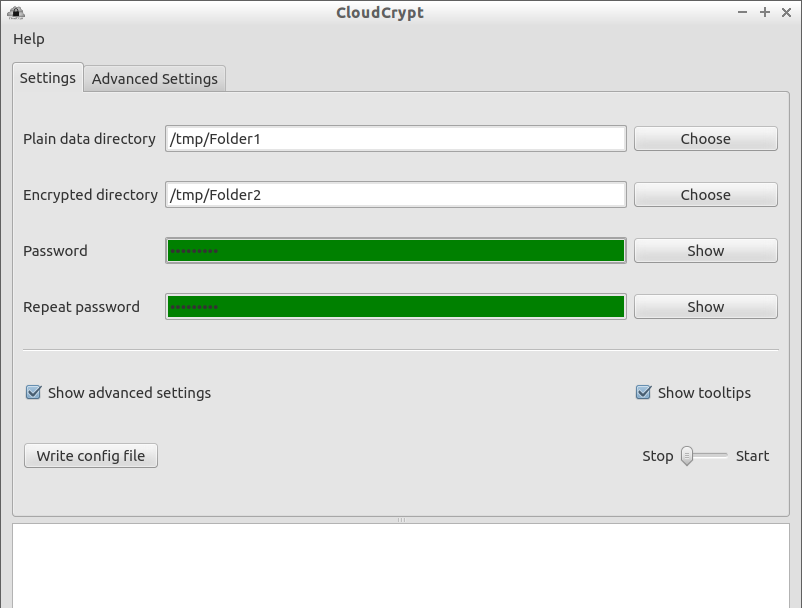 CloudCrypt
Help
Settings Advanced Settings
Plain data directory /tmp/Folder1 Choose
Encrypted directory /tmp/Folder2 Choose
Password ••••••••• Show
Repeat password ••••••••• Show
Show advanced settings Show tooltips
Write config file Stop Start